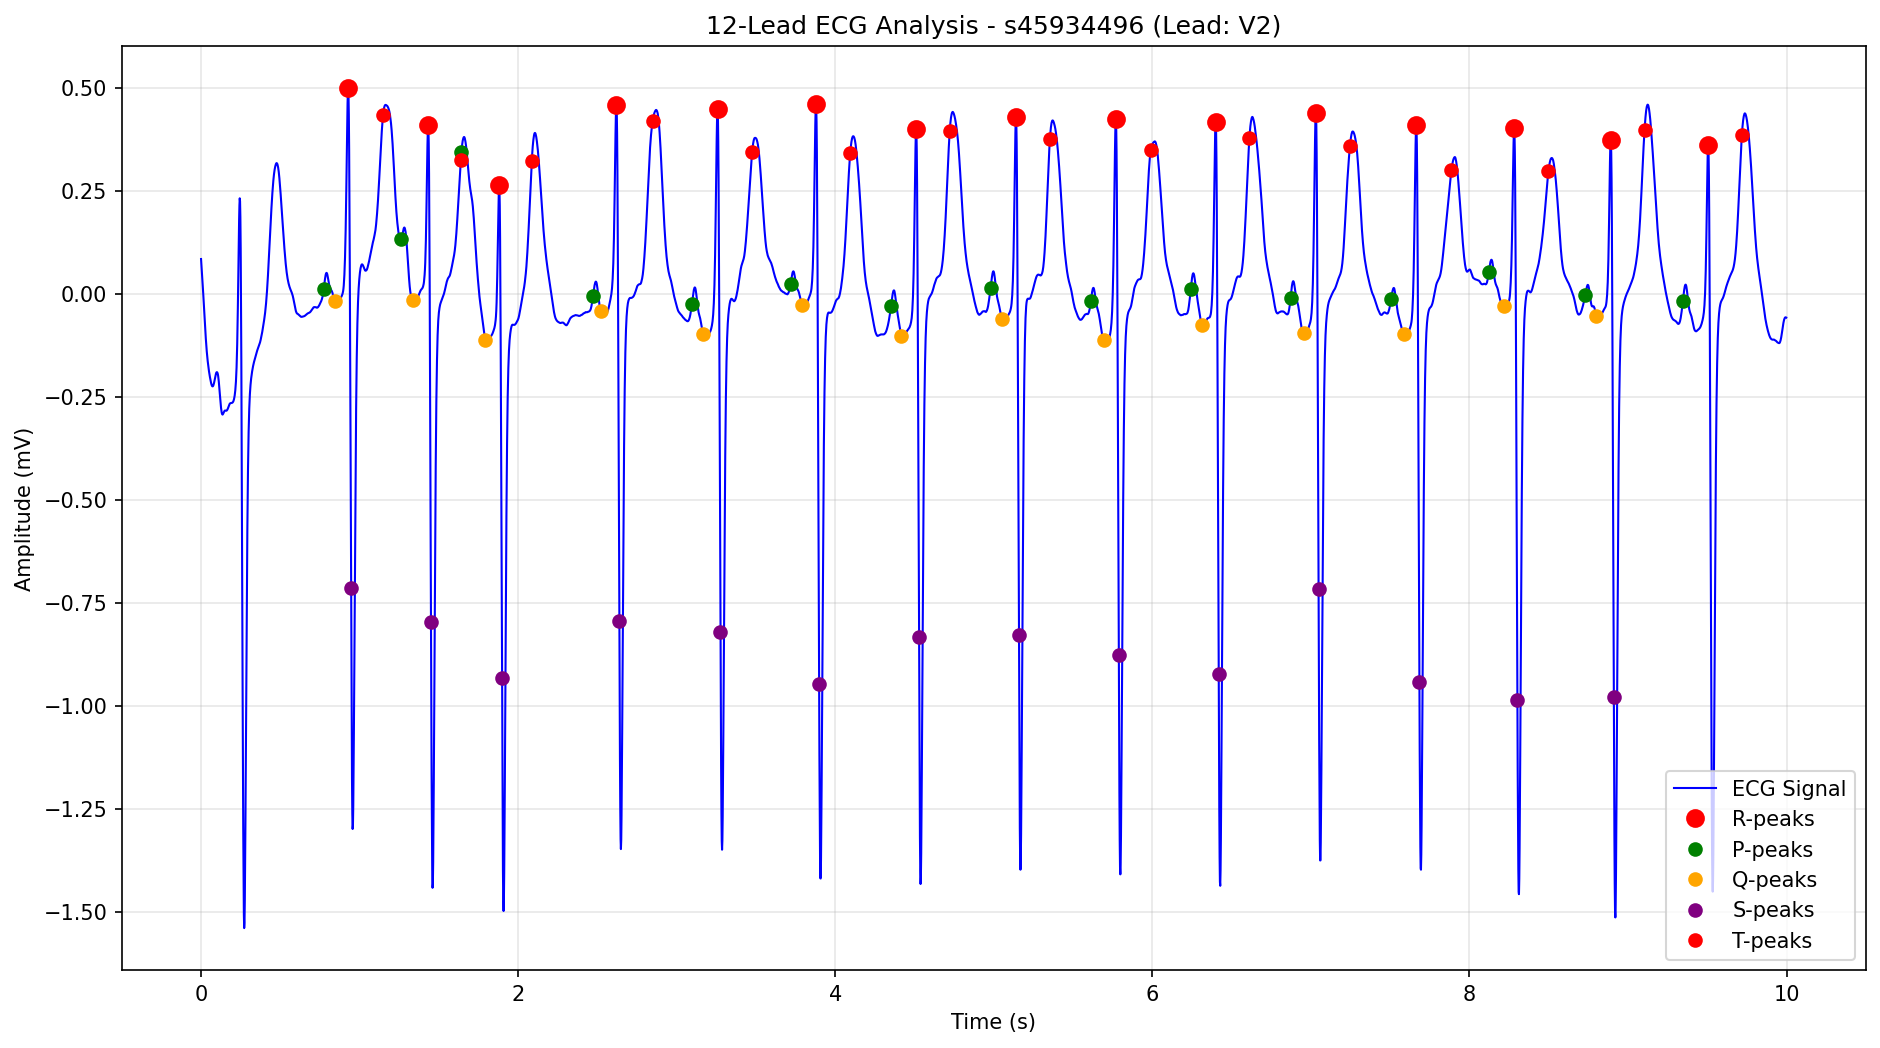 12-Lead ECG Analysis - s45934496 (Lead: V2)
Amplitude (mV)
0.50
0.25
0.00
−0.25
−0.50
−0.75
−1.00
−1.25
−1.50
0 2 4 6 8 10
Time (s)
ECG Signal
R-peaks
P-peaks
Q-peaks
S-peaks
T-peaks